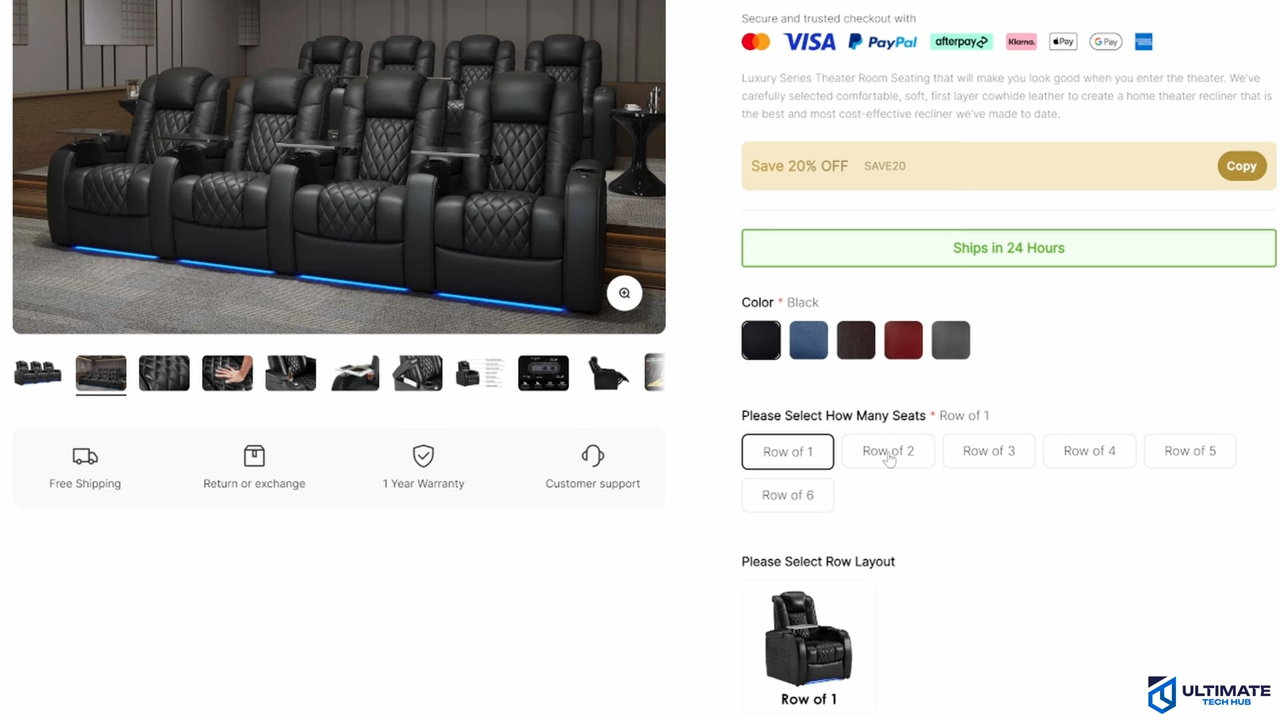 Secure and trusted checkout with
VISA PayPal afterpay Klarna. Pay G Pay
Luxury Series Theater Room Seating that will make you look good when you enter the theater. We've
carefully selected comfortable, soft, first layer cowhide leather to create a home theater recliner that is
the best and most cost-effective recliner we've made to date.
Save 20% OFF SAVE20 Copy
Ships in 24 Hours
Color * Black
Please Select How Many Seats * Row of 1
Row of 1 Row of 2 Row of 3 Row of 4 Row of 5
Row of 6
Free Shipping Return or exchange 1 Year Warranty Customer support
Please Select Row Layout
Row of 1
ULTIMATE
TECH HUB